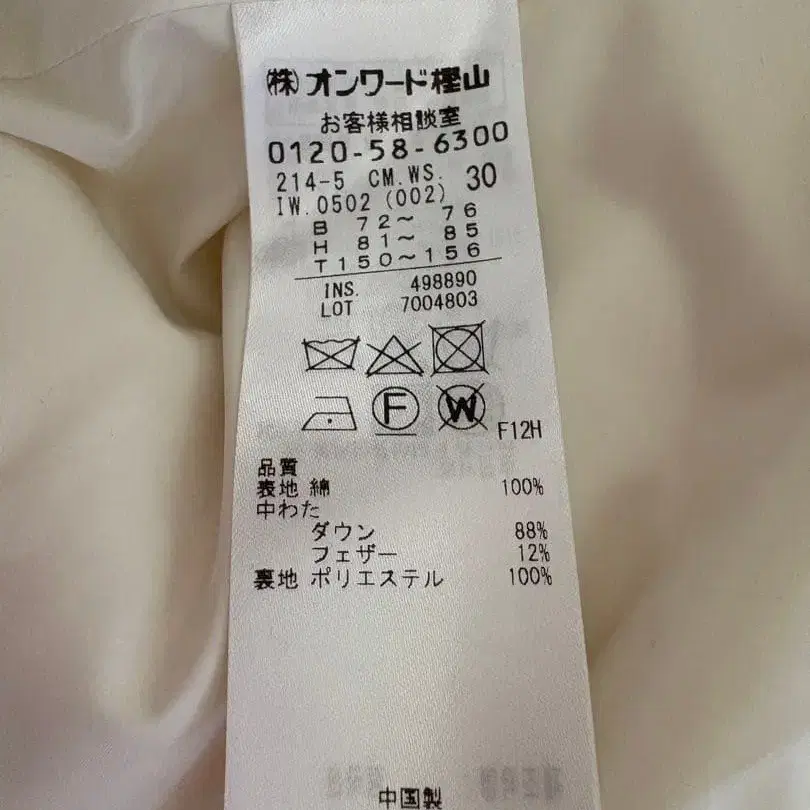 (株)オンワード樫山
お客様相談室
0120-58-6300
214-5 CM.WS. 30
IW.0502 (002)
B 72〜 76
H 81〜 85
T150〜156
INS. 498890
LOT 7004803
F
W
F12H
品質
表地 綿 100%
中わた
ダウン 88%
フェザー 12%
裏地 ポリエステル 100%
中国製